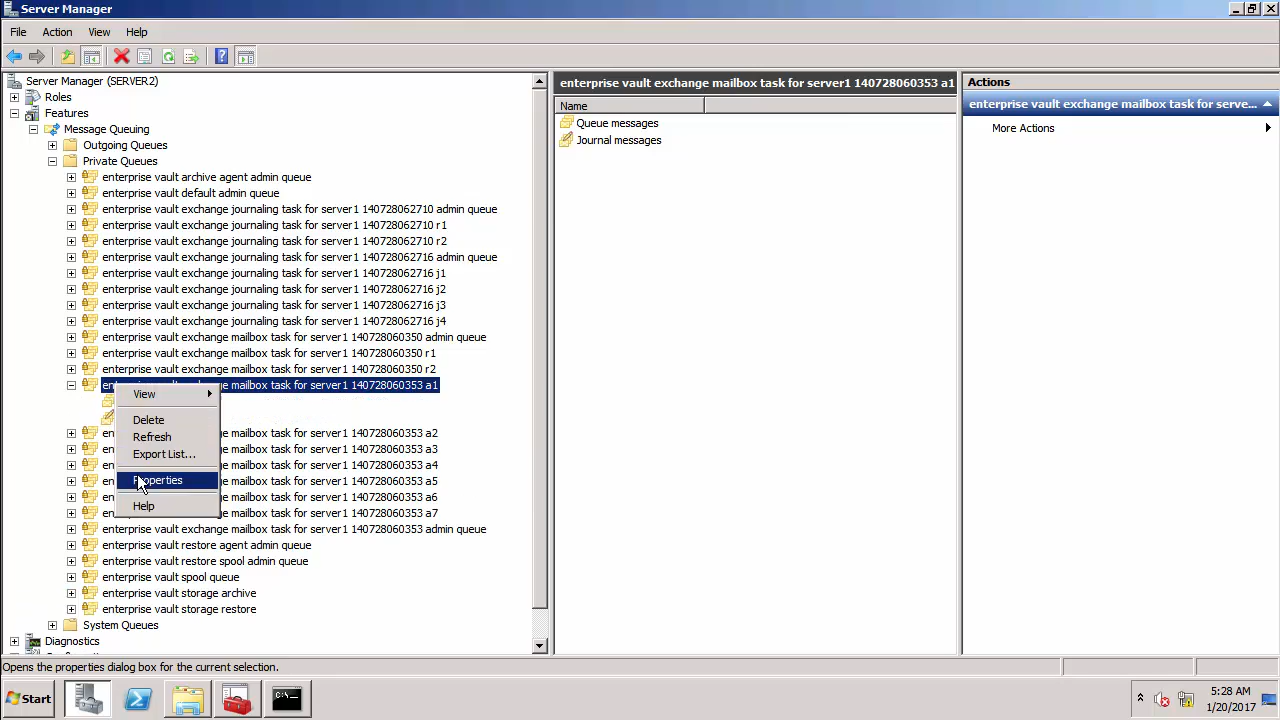 Server Manager
File Action View Help
Server Manager (SERVER2)
Roles
Features
Message Queuing
Outgoing Queues
Private Queues
enterprise vault archive agent admin queue
enterprise vault default admin queue
enterprise vault exchange journaling task for server1 140728062710 admin queue
enterprise vault exchange journaling task for server1 140728062710 r1
enterprise vault exchange journaling task for server1 140728062710 r2
enterprise vault exchange journaling task for server1 140728062716 admin queue
enterprise vault exchange journaling task for server1 140728062716 j1
enterprise vault exchange journaling task for server1 140728062716 j2
enterprise vault exchange journaling task for server1 140728062716 j3
enterprise vault exchange journaling task for server1 140728062716 j4
enterprise vault exchange mailbox task for server1 140728060350 admin queue
enterprise vault exchange mailbox task for server1 140728060350 r1
enterprise vault exchange mailbox task for server1 140728060350 r2
mailbox task for server1 140728060353 a1
mailbox task for server1 140728060353 a2
mailbox task for server1 140728060353 a3
mailbox task for server1 140728060353 a4
mailbox task for server1 140728060353 a5
mailbox task for server1 140728060353 a6
mailbox task for server1 140728060353 a7
enterprise vault exchange mailbox task for server1 140728060353 admin queue
enterprise vault restore agent admin queue
enterprise vault restore spool admin queue
enterprise vault spool queue
enterprise vault storage archive
enterprise vault storage restore
System Queues
Diagnostics
View
Delete
Refresh
Export List...
Properties
Help
enterprise vault exchange mailbox task for server1 140728060353 a1
Name
Queue messages
Journal messages
Actions
enterprise vault exchange mailbox task for serve...
More Actions
Opens the properties dialog box for the current selection.
Start
C:\
5:28 AM
1/20/2017